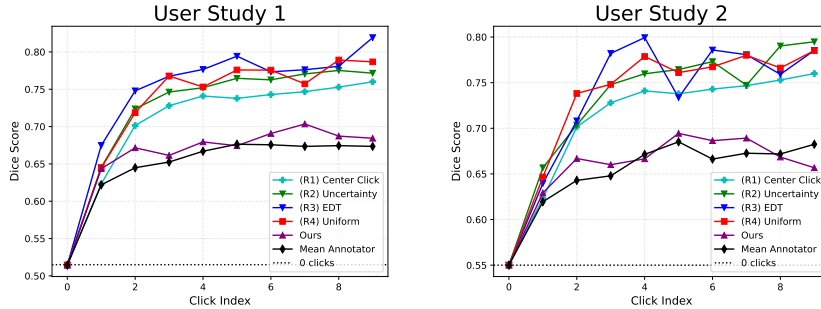 User Study 1
Dice Score
0.80
0.75
0.70
0.65
0.60
0.55
0.50
0
2
4
6
8
Click Index
(R1) Center Click
(R2) Uncertainty
(R3) EDT
(R4) Uniform
Ours
Mean Annotator
0 clicks
User Study 2
Dice Score
0.80
0.75
0.70
0.65
0.60
0.55
0
2
4
6
8
Click Index
(R1) Center Click
(R2) Uncertainty
(R3) EDT
(R4) Uniform
Ours
Mean Annotator
0 clicks